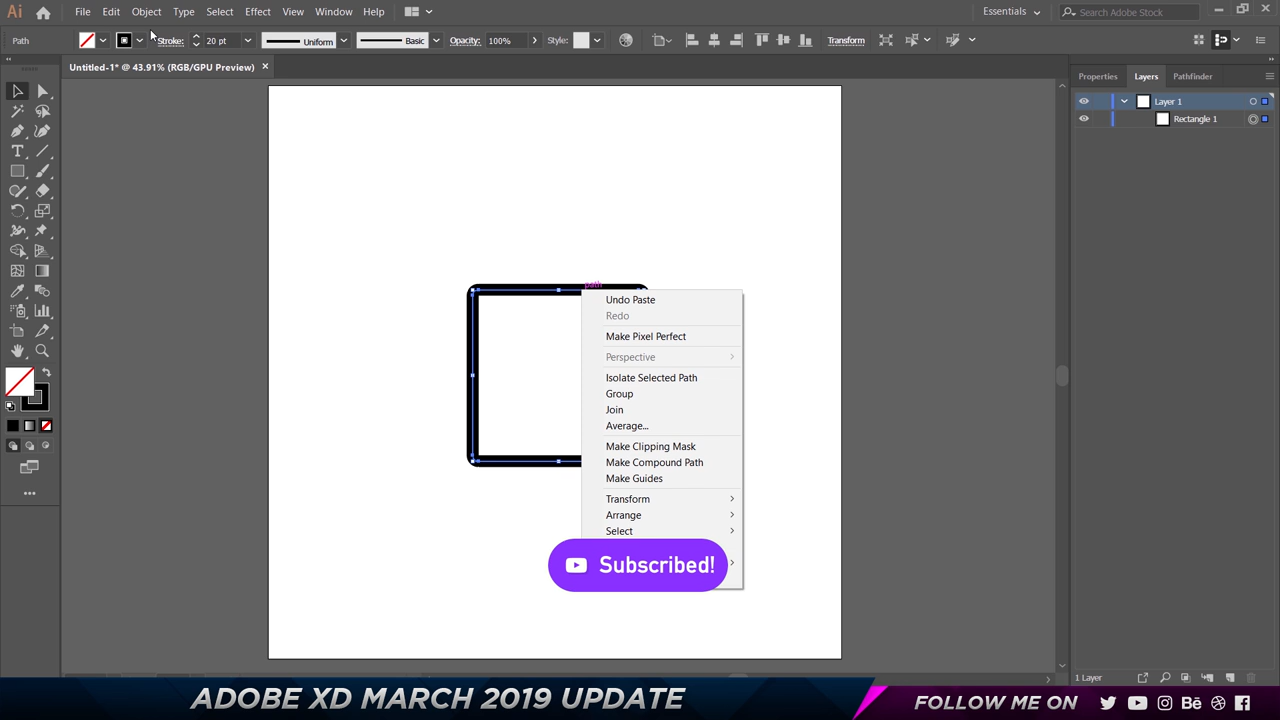 Ai File Edit Object Type Select Effect View Window Help Essentials Search Adobe Stock
Path Stroke: 20 pt Uniform Basic Opacity: 100% Style: Transform
Untitled-1* @ 43.91% (RGB/GPU Preview) ×
Properties Layers Pathfinder
Layer 1
Rectangle 1
path
Undo Paste
Redo
Make Pixel Perfect
Perspective
Isolate Selected Path
Group
Join
Average...
Make Clipping Mask
Make Compound Path
Make Guides
Transform
Arrange
Select
Subscribed!
1 Layer
ADOBE XD MARCH 2019 UPDATE
FOLLOW ME ON